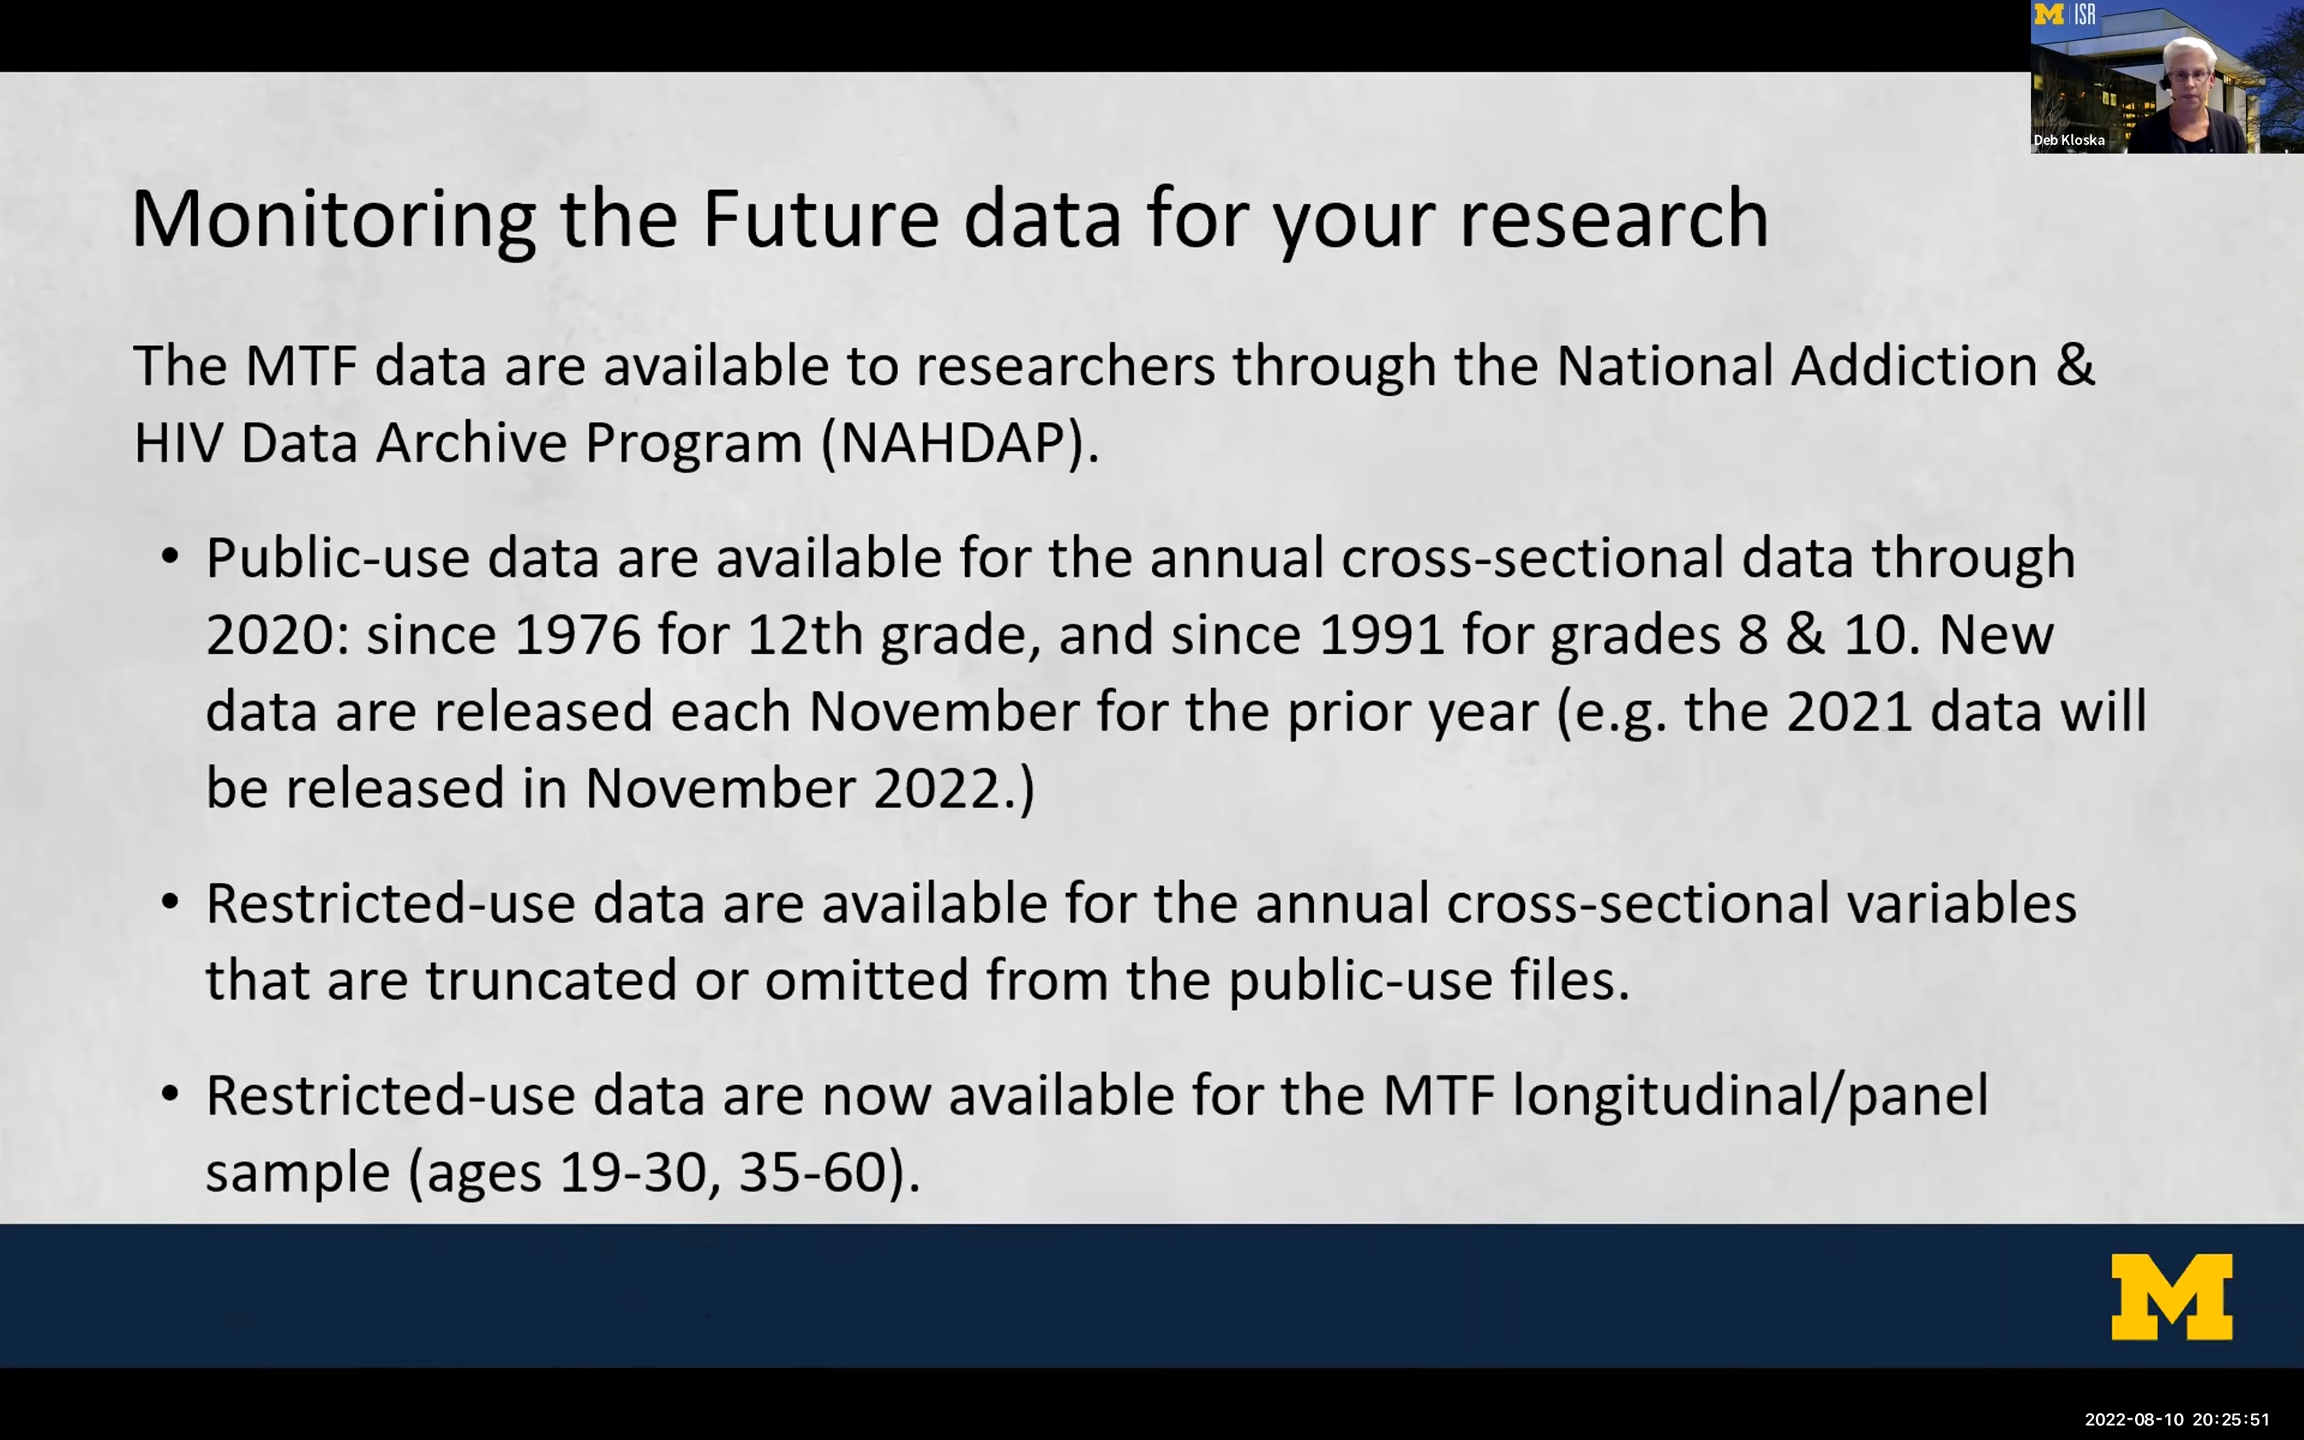 M | ISR
Deb Kloska
Monitoring the Future data for your research
The MTF data are available to researchers through the National Addiction &
HIV Data Archive Program (NAHDAP).
• Public-use data are available for the annual cross-sectional data through
2020: since 1976 for 12th grade, and since 1991 for grades 8 & 10. New
data are released each November for the prior year (e.g. the 2021 data will
be released in November 2022.)
• Restricted-use data are available for the annual cross-sectional variables
that are truncated or omitted from the public-use files.
• Restricted-use data are now available for the MTF longitudinal/panel
sample (ages 19-30, 35-60).
M
2022-08-10 20:25:51